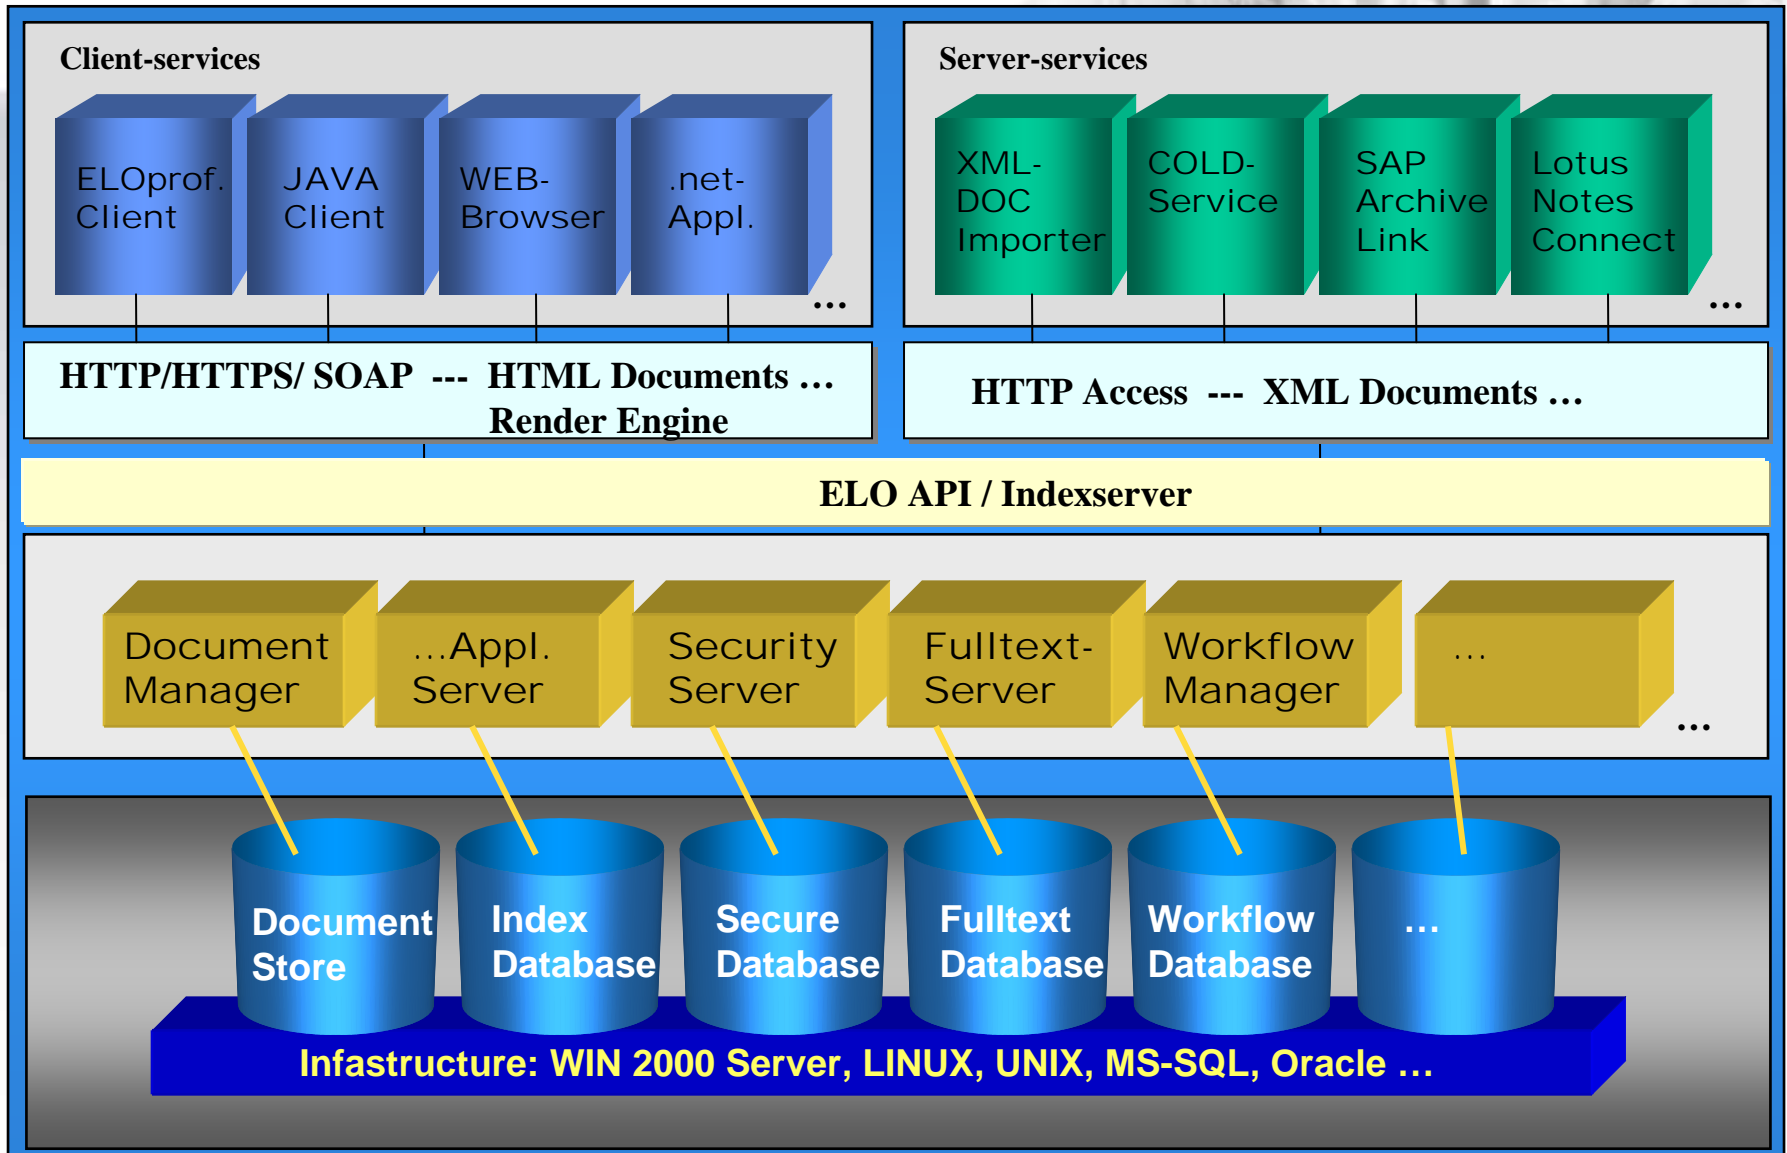 Client-services
ELOprof.
Client
JAVA
Client
WEB-
Browser
.net-
Appl.
...
Server-services
XML-
DOC
Importer
COLD-
Service
SAP
Archive
Link
Lotus
Notes
Connect
...
HTTP/HTTPS/ SOAP --- HTML Documents ...
Render Engine
HTTP Access --- XML Documents ...
ELO API / Indexserver
Document
Manager
...Appl.
Server
Security
Server
Fulltext-
Server
Workflow
Manager
...
...
Document
Store
Index
Database
Secure
Database
Fulltext
Database
Workflow
Database
...
Infastructure: WIN 2000 Server, LINUX, UNIX, MS-SQL, Oracle ...